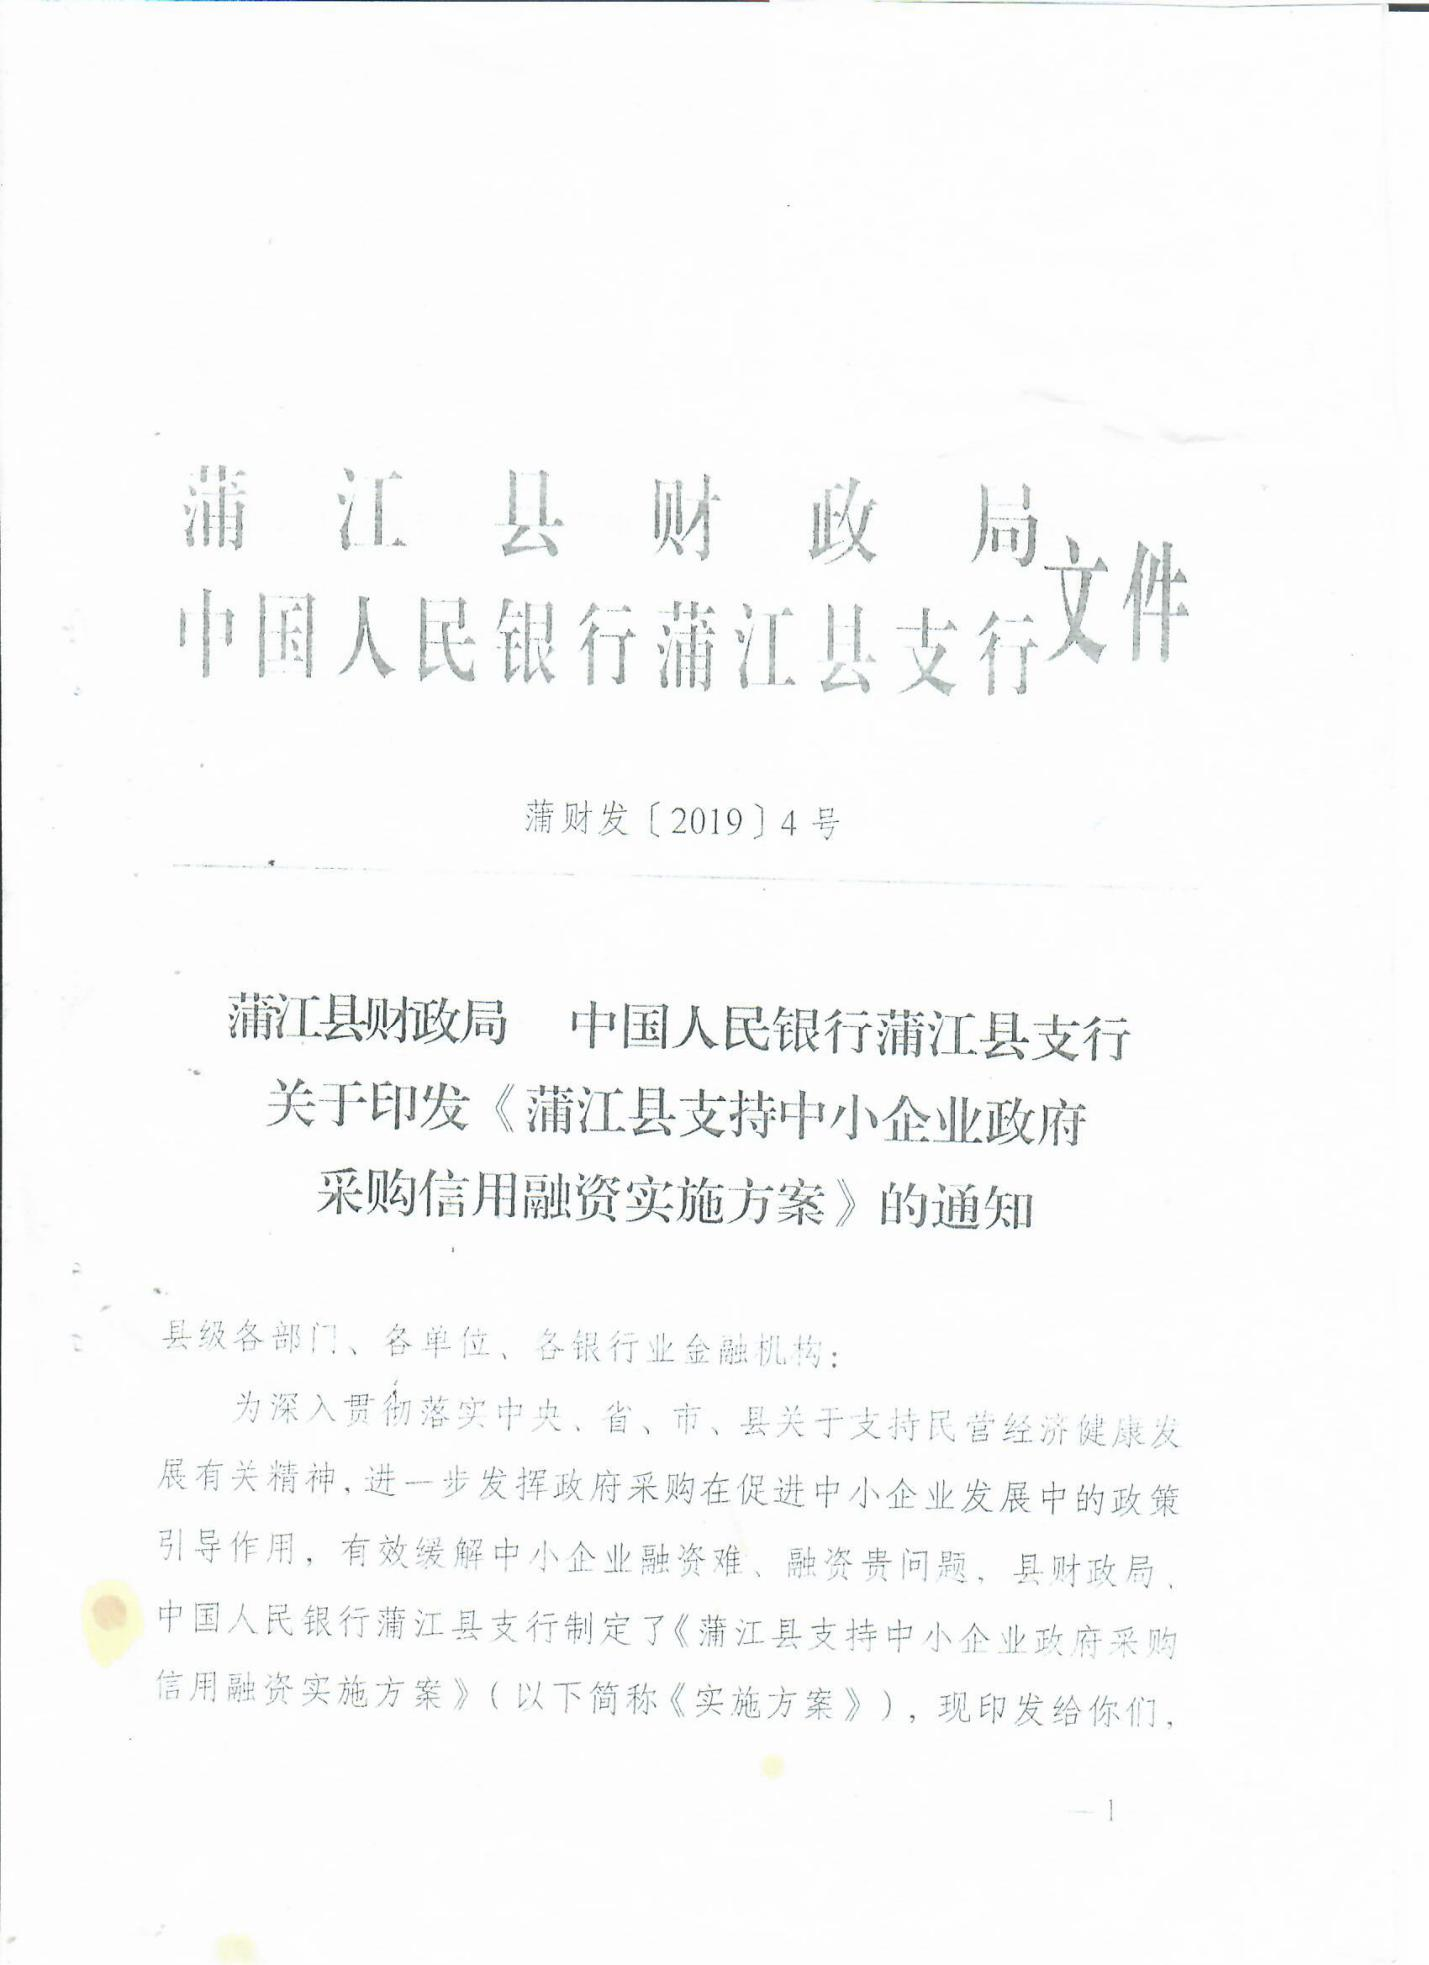 蒲江县财政局
中国人民银行蒲江县支行
文件
蒲财发〔2019〕4号
蒲江县财政局 中国人民银行蒲江县支行
关于印发《蒲江县支持中小企业政府
采购信用融资实施方案》的通知
县级各部门、各单位、各银行业金融机构：
为深入贯彻落实中央、省、市、县关于支持民营经济健康发
展有关精神，进一步发挥政府采购在促进中小企业发展中的政策
引导作用，有效缓解中小企业融资难、融资贵问题，县财政局、
中国人民银行蒲江县支行制定了《蒲江县支持中小企业政府采购
信用融资实施方案》（以下简称《实施方案》），现印发给你们，
— 1